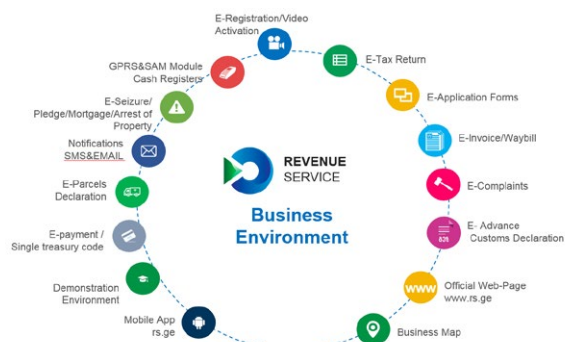 E-Registration/Video
Activation
E-Tax Return
E-Application Forms
E-Invoice/Waybill
E-Complaints
E- Advance
Customs Declaration
www
Official Web-Page
www.rs.ge
Business Map
Mobile App
rs.ge
Demonstration
Environment
E-payment /
Single treasury code
E-Parcels
Declaration
Notifications
SMS&EMAIL
E-Seizure/
Pledge/Mortgage/Arrest of
Property
GPRS&SAM Module
Cash Registers
REVENUE
SERVICE
Business
Environment